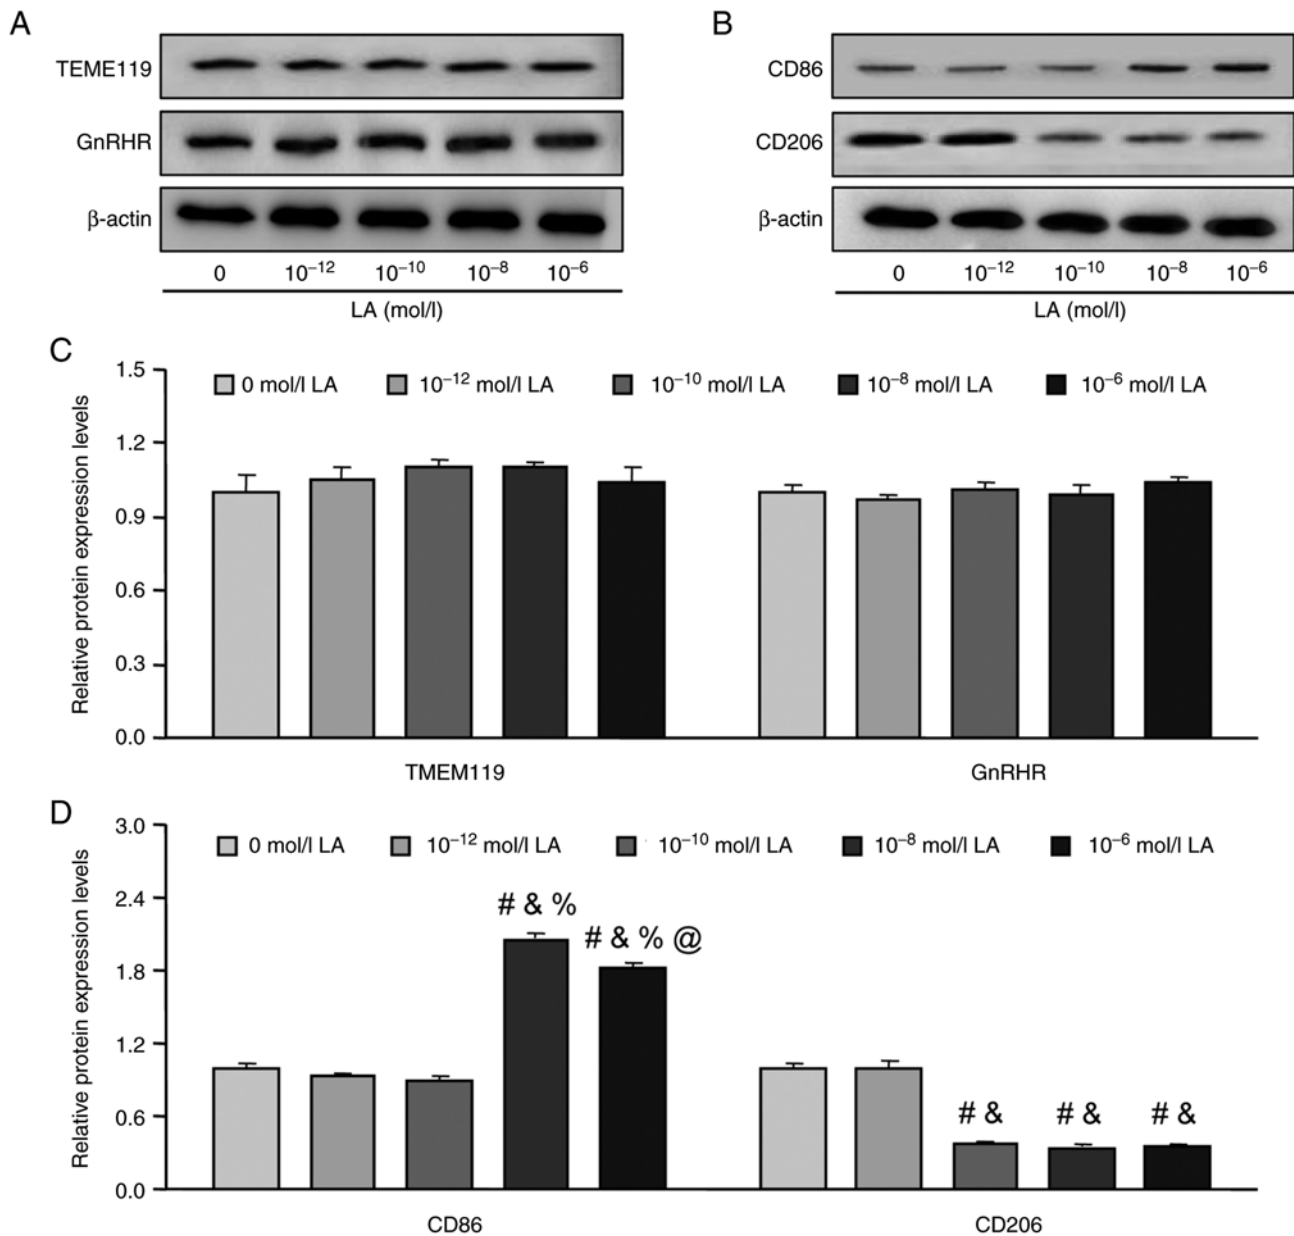 A
TEME119
GnRHR
β-actin
0 10⁻¹² 10⁻¹⁰ 10⁻⁸ 10⁻⁶
LA (mol/l)
B
CD86
CD206
β-actin
0 10⁻¹² 10⁻¹⁰ 10⁻⁸ 10⁻⁶
LA (mol/l)
C
Relative protein expression levels
1.5
1.2
0.9
0.6
0.3
0.0
0 mol/l LA 10⁻¹² mol/l LA 10⁻¹⁰ mol/l LA 10⁻⁸ mol/l LA 10⁻⁶ mol/l LA
TMEM119 GnRHR
D
Relative protein expression levels
3.0
2.4
1.8
1.2
0.6
0.0
0 mol/l LA 10⁻¹² mol/l LA 10⁻¹⁰ mol/l LA 10⁻⁸ mol/l LA 10⁻⁶ mol/l LA
# & %
# & % @
# & # & # &
CD86 CD206